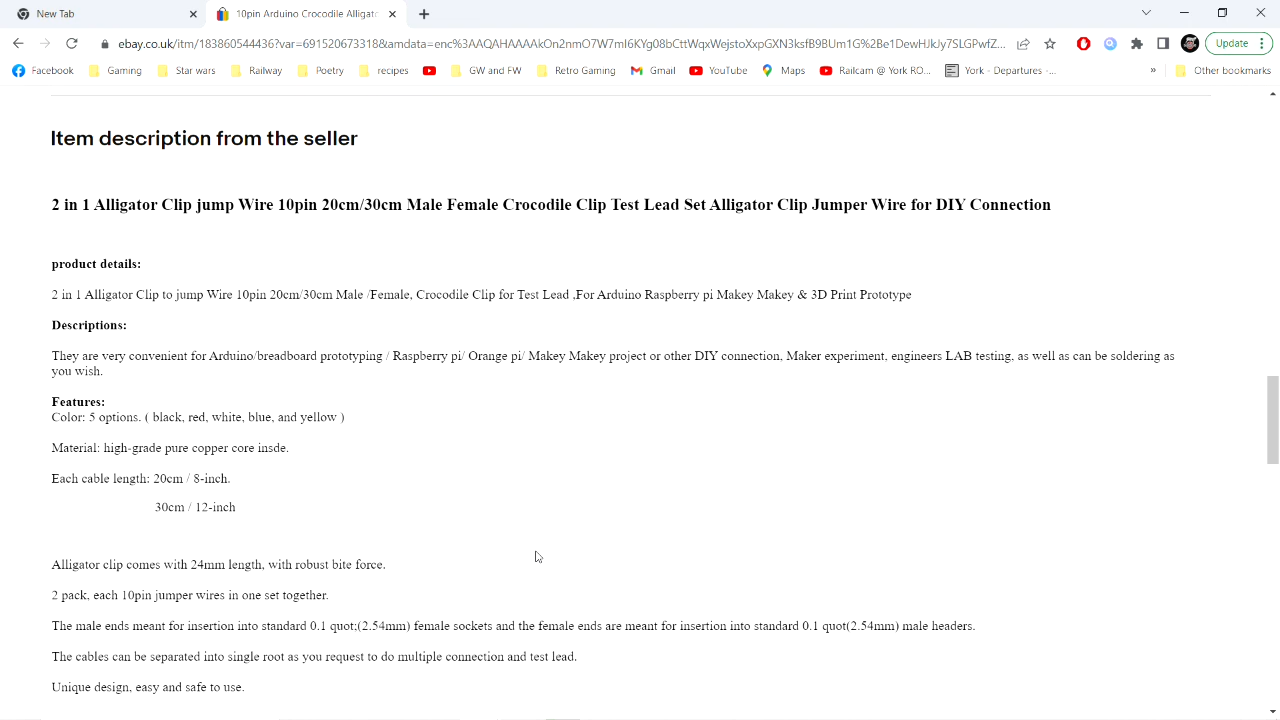 New Tab
10pin Arduino Crocodile Alligato
ebay.co.uk/itm/183860544436?var=691520673318&amdata=enc%3AAQAHAAAAkOn2mO7W7mI6KYg08bCttWqxWejstoXxpGXN3ksfB9BUm1G%2Be1DewHJkJy7SLGPwfZ...
Update
Facebook
Gaming
Star wars
Railway
Poetry
recipes
GW and FW
Retro Gaming
Gmail
YouTube
Maps
Railcam @ York RO...
York - Departures -...
»
Other bookmarks
Item description from the seller
2 in 1 Alligator Clip jump Wire 10pin 20cm/30cm Male Female Crocodile Clip Test Lead Set Alligator Clip Jumper Wire for DIY Connection
product details:
2 in 1 Alligator Clip to jump Wire 10pin 20cm/30cm Male /Female, Crocodile Clip for Test Lead ,For Arduino Raspberry pi Makey Makey & 3D Print Prototype
Descriptions:
They are very convenient for Arduino/breadboard prototyping / Raspberry pi/ Orange pi/ Makey Makey project or other DIY connection, Maker experiment, engineers LAB testing, as well as can be soldering as
you wish.
Features:
Color: 5 options. ( black, red, white, blue, and yellow )
Material: high-grade pure copper core insde.
Each cable length: 20cm / 8-inch.
30cm / 12-inch
Alligator clip comes with 24mm length, with robust bite force.
2 pack, each 10pin jumper wires in one set together.
The male ends meant for insertion into standard 0.1 quot;(2.54mm) female sockets and the female ends are meant for insertion into standard 0.1 quot(2.54mm) male headers.
The cables can be separated into single root as you request to do multiple connection and test lead.
Unique design, easy and safe to use.